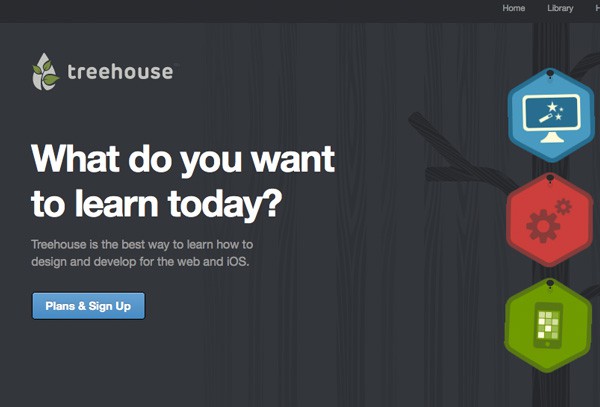 Home Library H
treehouse
What do you want
to learn today?
Treehouse is the best way to learn how to
design and develop for the web and iOS.
Plans & Sign Up